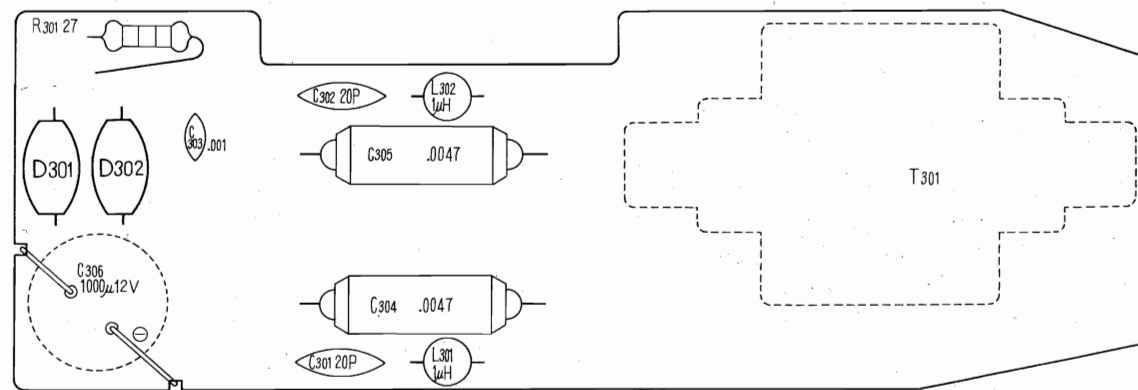 R301 27
C302 20P
L302
1μH
C
303 .001
C305 .0047
D301 D302
T301
C306
1000μ12V
⊖
C304 .0047
C301 20P
L301
1μH